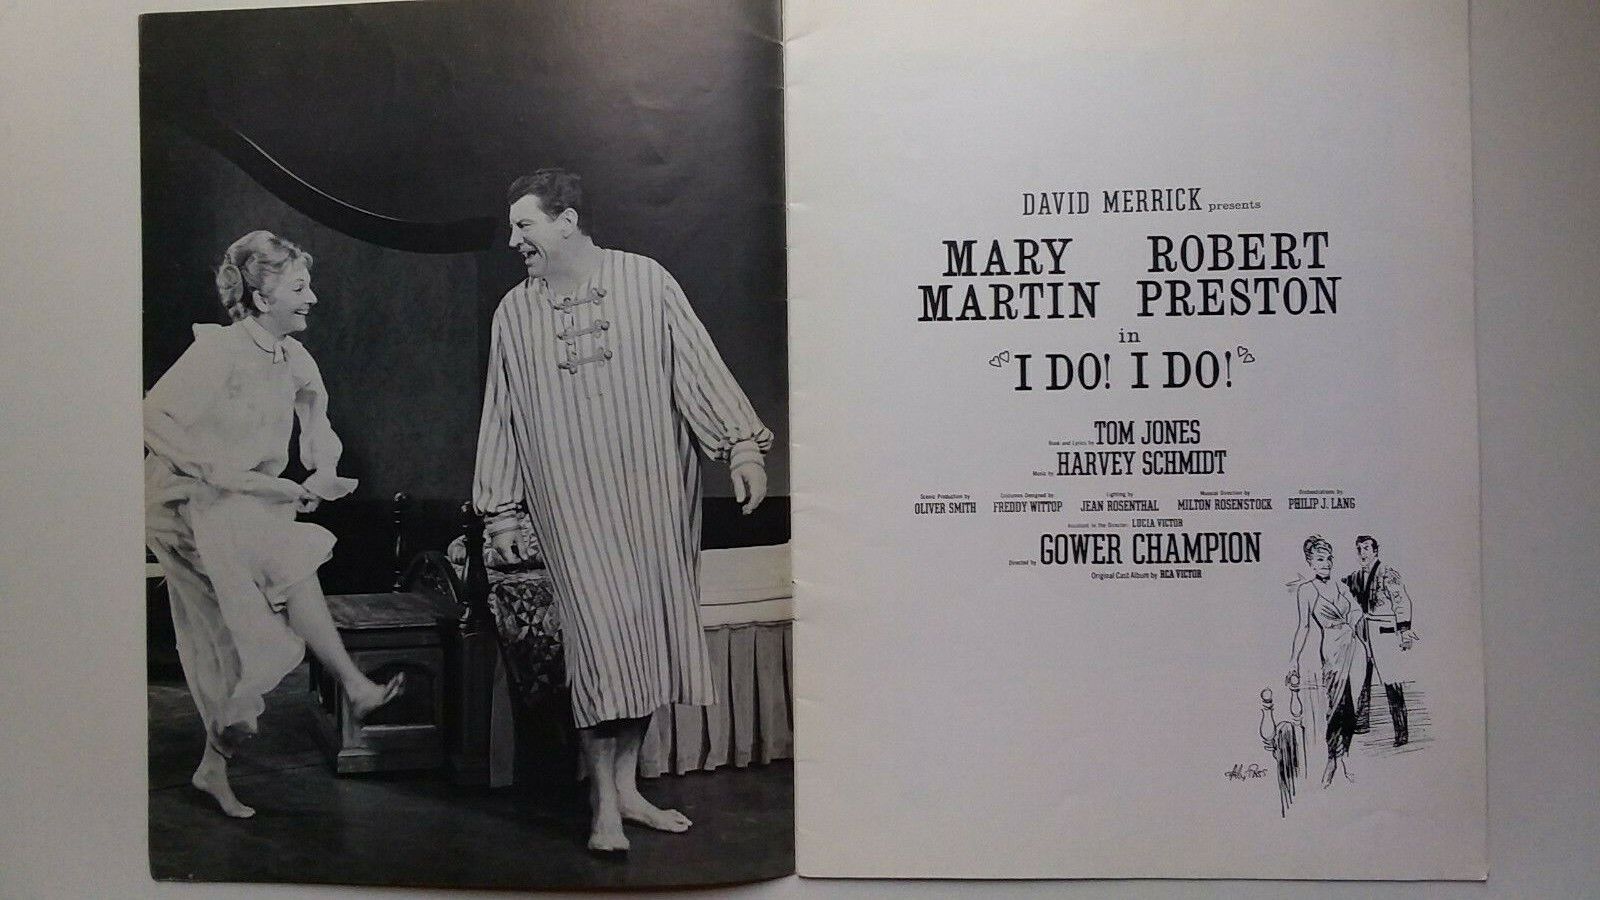 DAVID MERRICK presents
MARY MARTIN
ROBERT PRESTON
in
"I DO! I DO!"
Book and Lyrics by TOM JONES
Music by HARVEY SCHMIDT
Scenic Production by
OLIVER SMITH
Costumes Designed by
FREDDY WITTOP
Lighting by
JEAN ROSENTHAL
Musical Direction by
MILTON ROSENSTOCK
Orchestrations by
PHILIP J. LANG
Assistant to the Director: LUCIA VICTOR
Directed by GOWER CHAMPION
Original Cast Album by RCA VICTOR